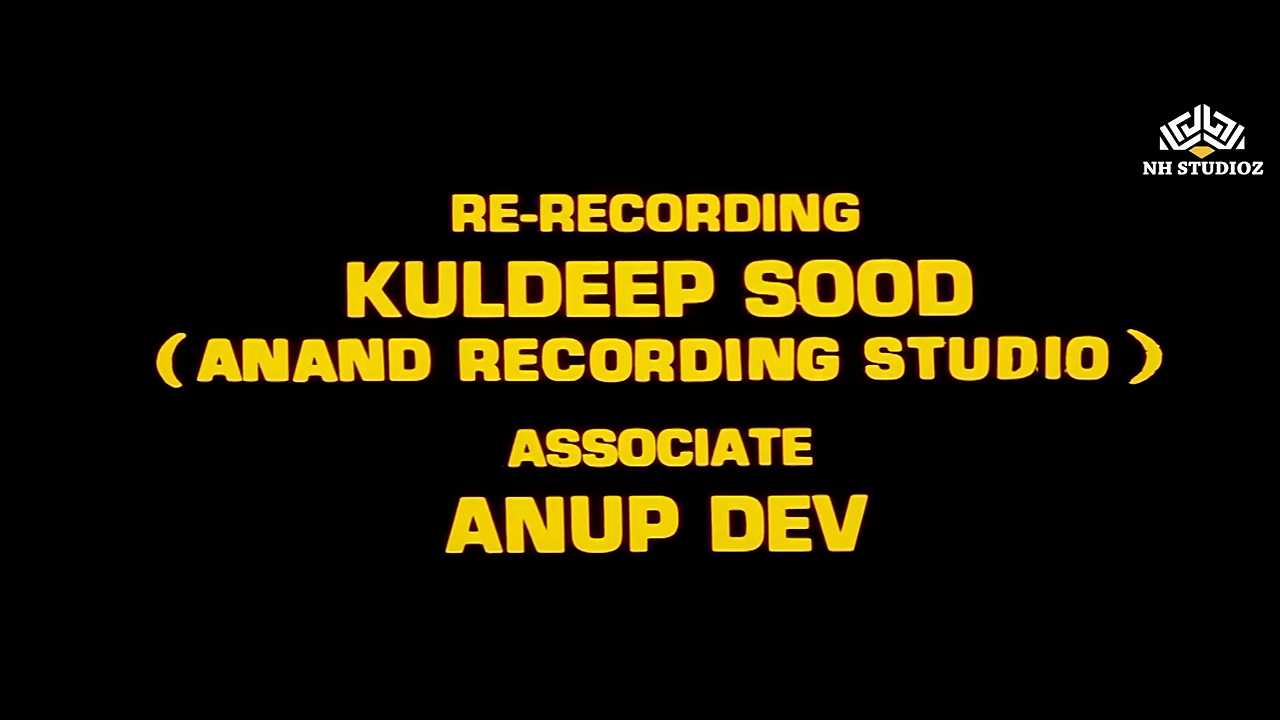 NH STUDIOZ
RE-RECORDING
KULDEEP SOOD
(ANAND RECORDING STUDIO)
ASSOCIATE
ANUP DEV